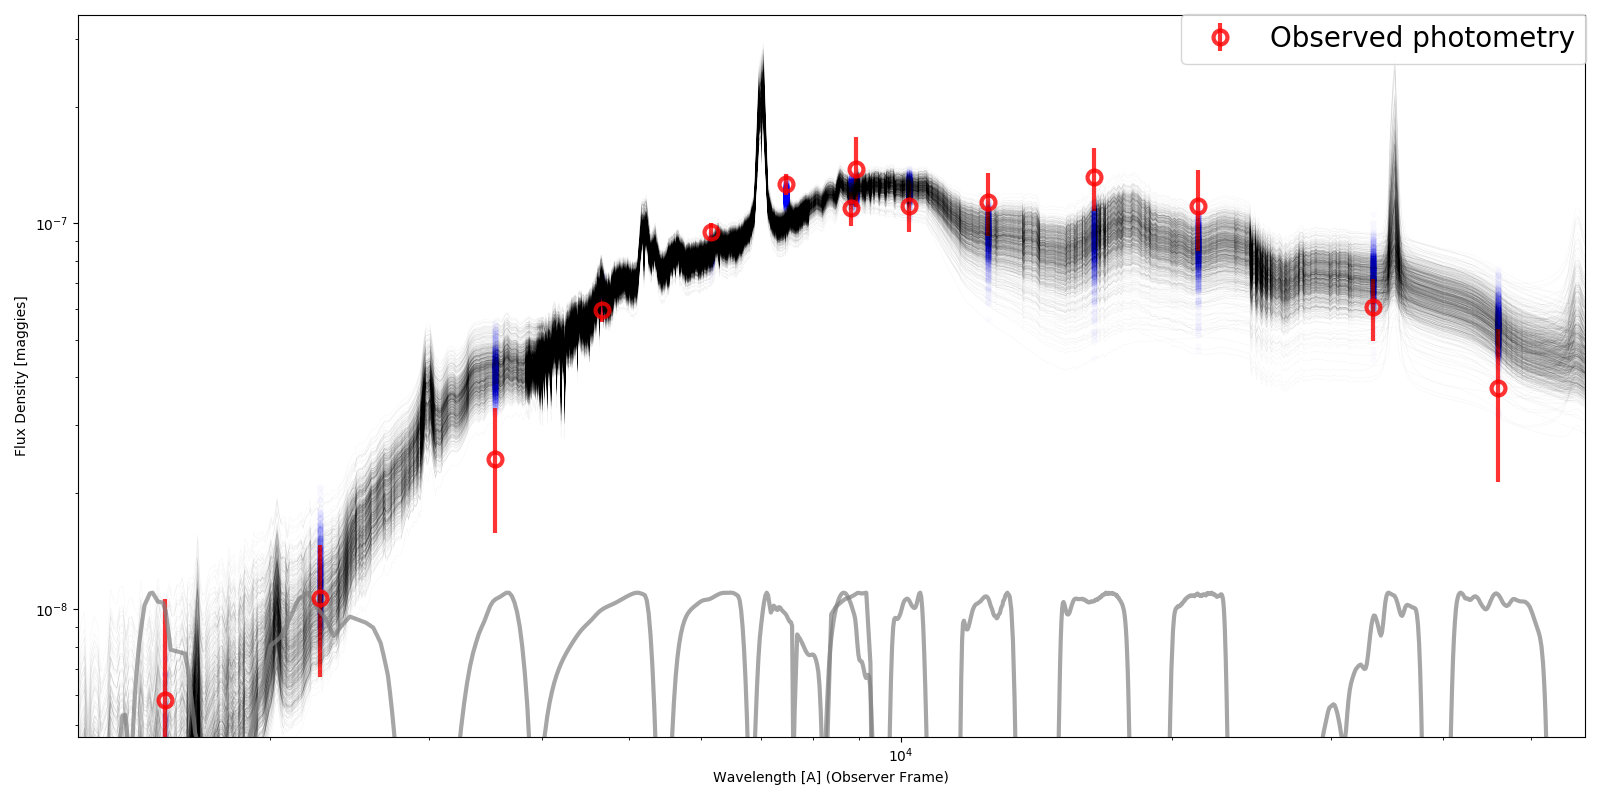 Observed photometry
Flux Density [maggies]
10⁻⁷
10⁻⁸
10⁴
Wavelength [A] (Observer Frame)